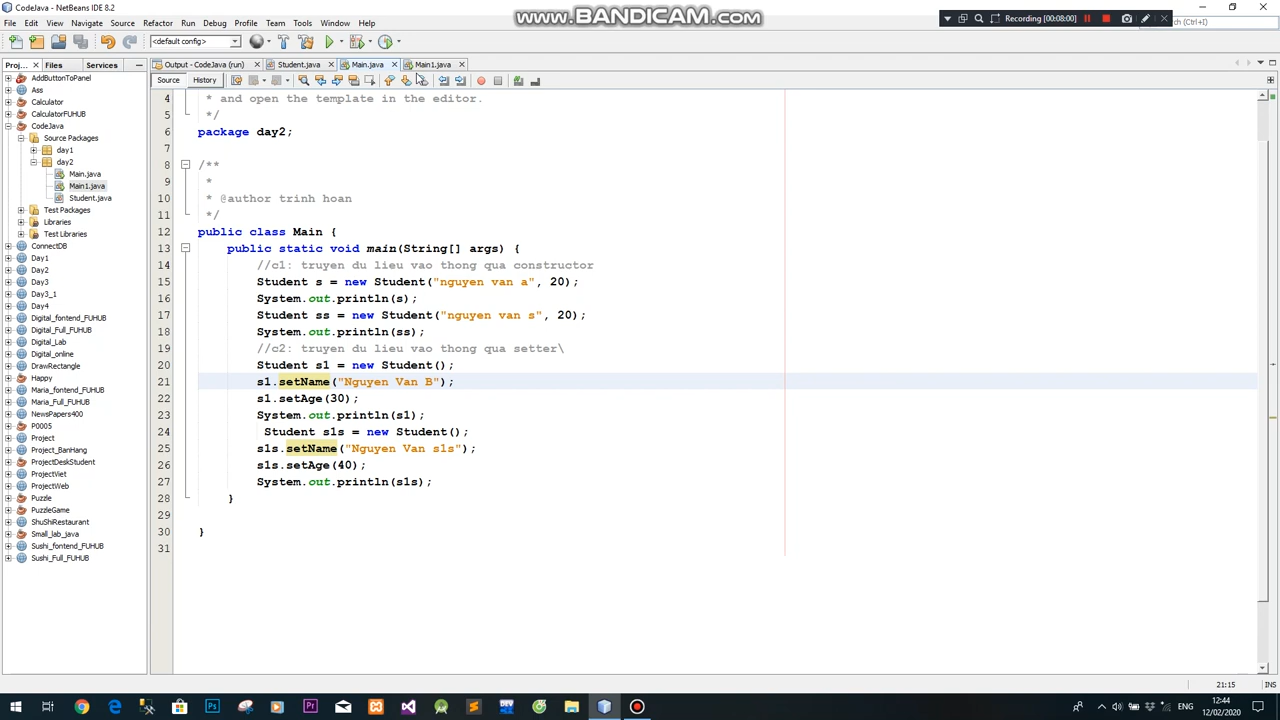 CodeJava - NetBeans IDE 8.2
www.BANDICAM.com
Recording [00:08:00]
File Edit View Navigate Source Refactor Run Debug Profile Team Tools Window Help
ch (Ctrl+I)
<default config>
Proj... Files Services
Output - CodeJava (run) Student.java Main.java Main1.java
Source History
AddButtonToPanel
Ass
Calculator
CalculatorFUHUB
CodeJava
Source Packages
day1
day2
Main.java
Main1.java
Student.java
Test Packages
Libraries
Test Libraries
ConnectDB
Day1
Day2
Day3
Day3_1
Day4
Digital_fontend_FUHUB
Digital_Full_FUHUB
Digital_Lab
Digital_online
DrawRectangle
Happy
Maria_fontend_FUHUB
Maria_Full_FUHUB
NewsPapers400
P0005
Project
Project_BanHang
ProjectDeskStudent
ProjectViet
ProjectWeb
Puzzle
PuzzleGame
ShuShiRestaurant
Small_lab_java
Sushi_fontend_FUHUB
Sushi_Full_FUHUB
4 * and open the template in the editor.
5 */
6 package day2;
7
8 /**
9 *
10 * @author trinh hoan
11 */
12 public class Main {
13 public static void main(String[] args) {
14 //c1: truyen du lieu vao thong qua constructor
15 Student s = new Student("nguyen van a", 20);
16 System.out.println(s);
17 Student ss = new Student("nguyen van s", 20);
18 System.out.println(ss);
19 //c2: truyen du lieu vao thong qua setter\
20 Student s1 = new Student();
21 s1.setName("Nguyen Van B");
22 s1.setAge(30);
23 System.out.println(s1);
24 Student s1s = new Student();
25 s1s.setName("Nguyen Van s1s");
26 s1s.setAge(40);
27 System.out.println(s1s);
28 }
29
30 }
31
21:15 INS
ENG
12:44
12/02/2020